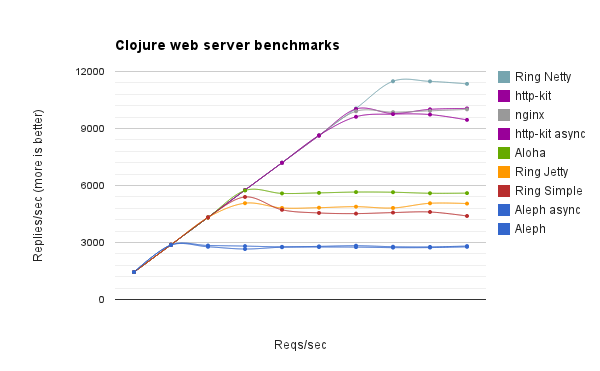 Clojure web server benchmarks
12000
9000
6000
3000
0
Replies/sec (more is better)
Reqs/sec
Ring Netty
http-kit
nginx
http-kit async
Aloha
Ring Jetty
Ring Simple
Aleph async
Aleph